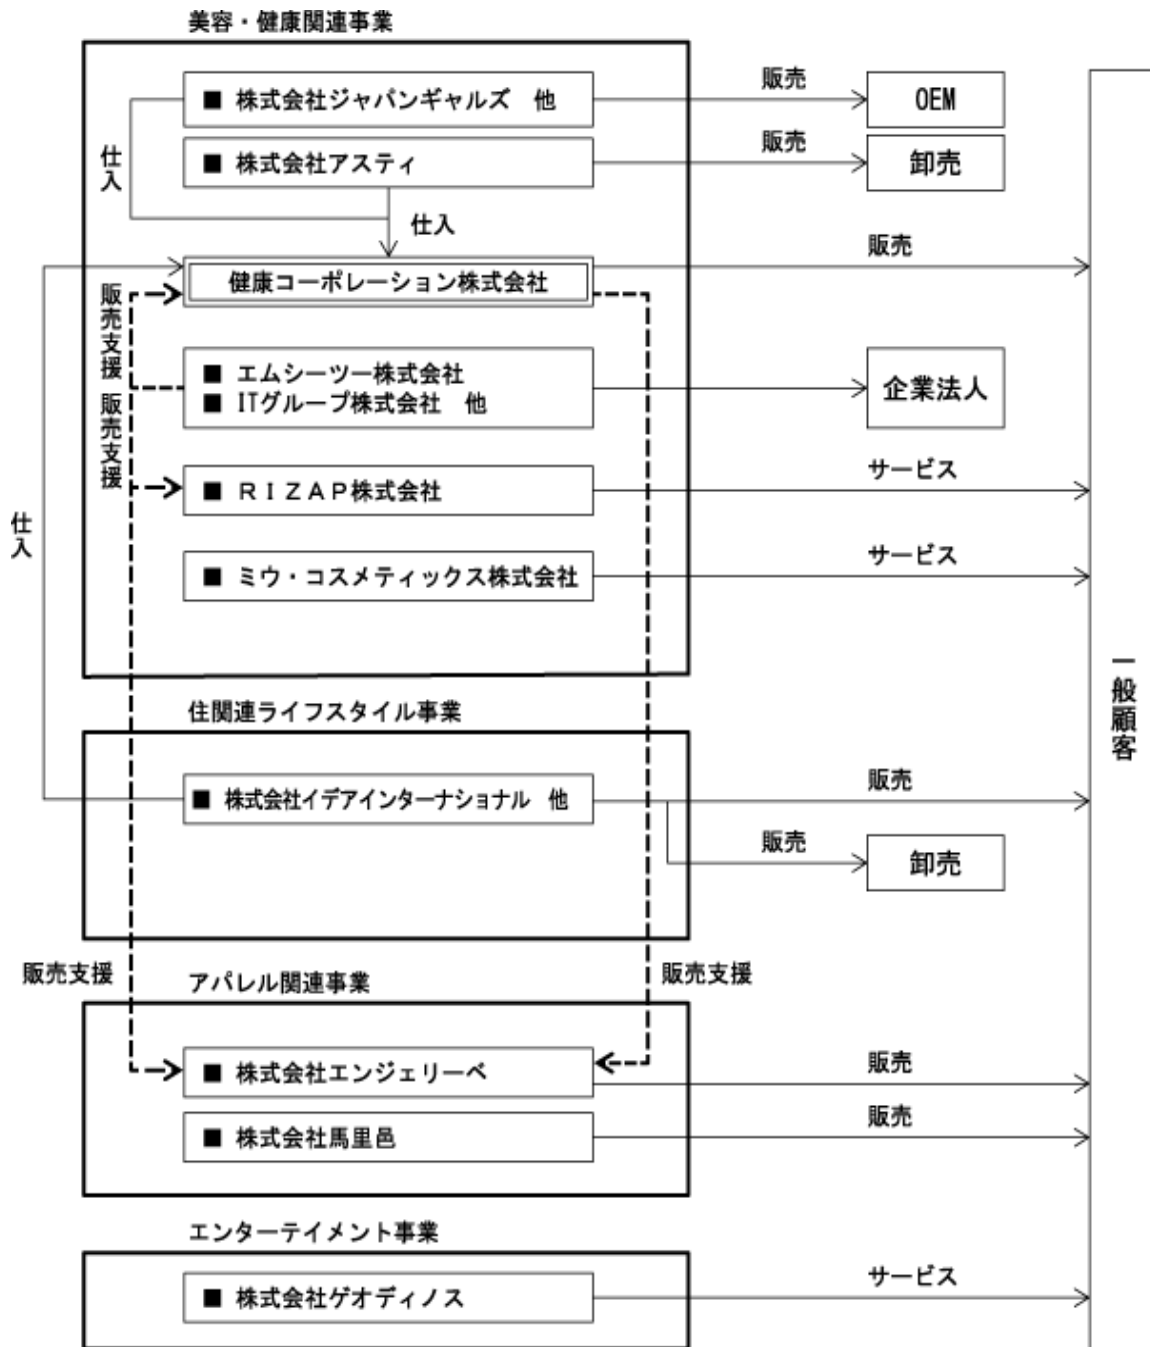 美容・健康関連事業
■ 株式会社ジャパンギャルズ　他
販売
OEM
■ 株式会社アスティ
販売
卸売
仕入
仕入
健康コーポレーション株式会社
販売
販売支援
■ エムシーツー株式会社
■ ITグループ株式会社　他
企業法人
販売支援
■ ＲＩＺＡＰ株式会社
サービス
仕入
■ ミウ・コスメティックス株式会社
サービス
一般顧客
住関連ライフスタイル事業
■ 株式会社イデアインターナショナル　他
販売
販売
卸売
販売支援
販売支援
アパレル関連事業
■ 株式会社エンジェリーベ
販売
■ 株式会社馬里邑
販売
エンターテイメント事業
■ 株式会社ゲオディノス
サービス